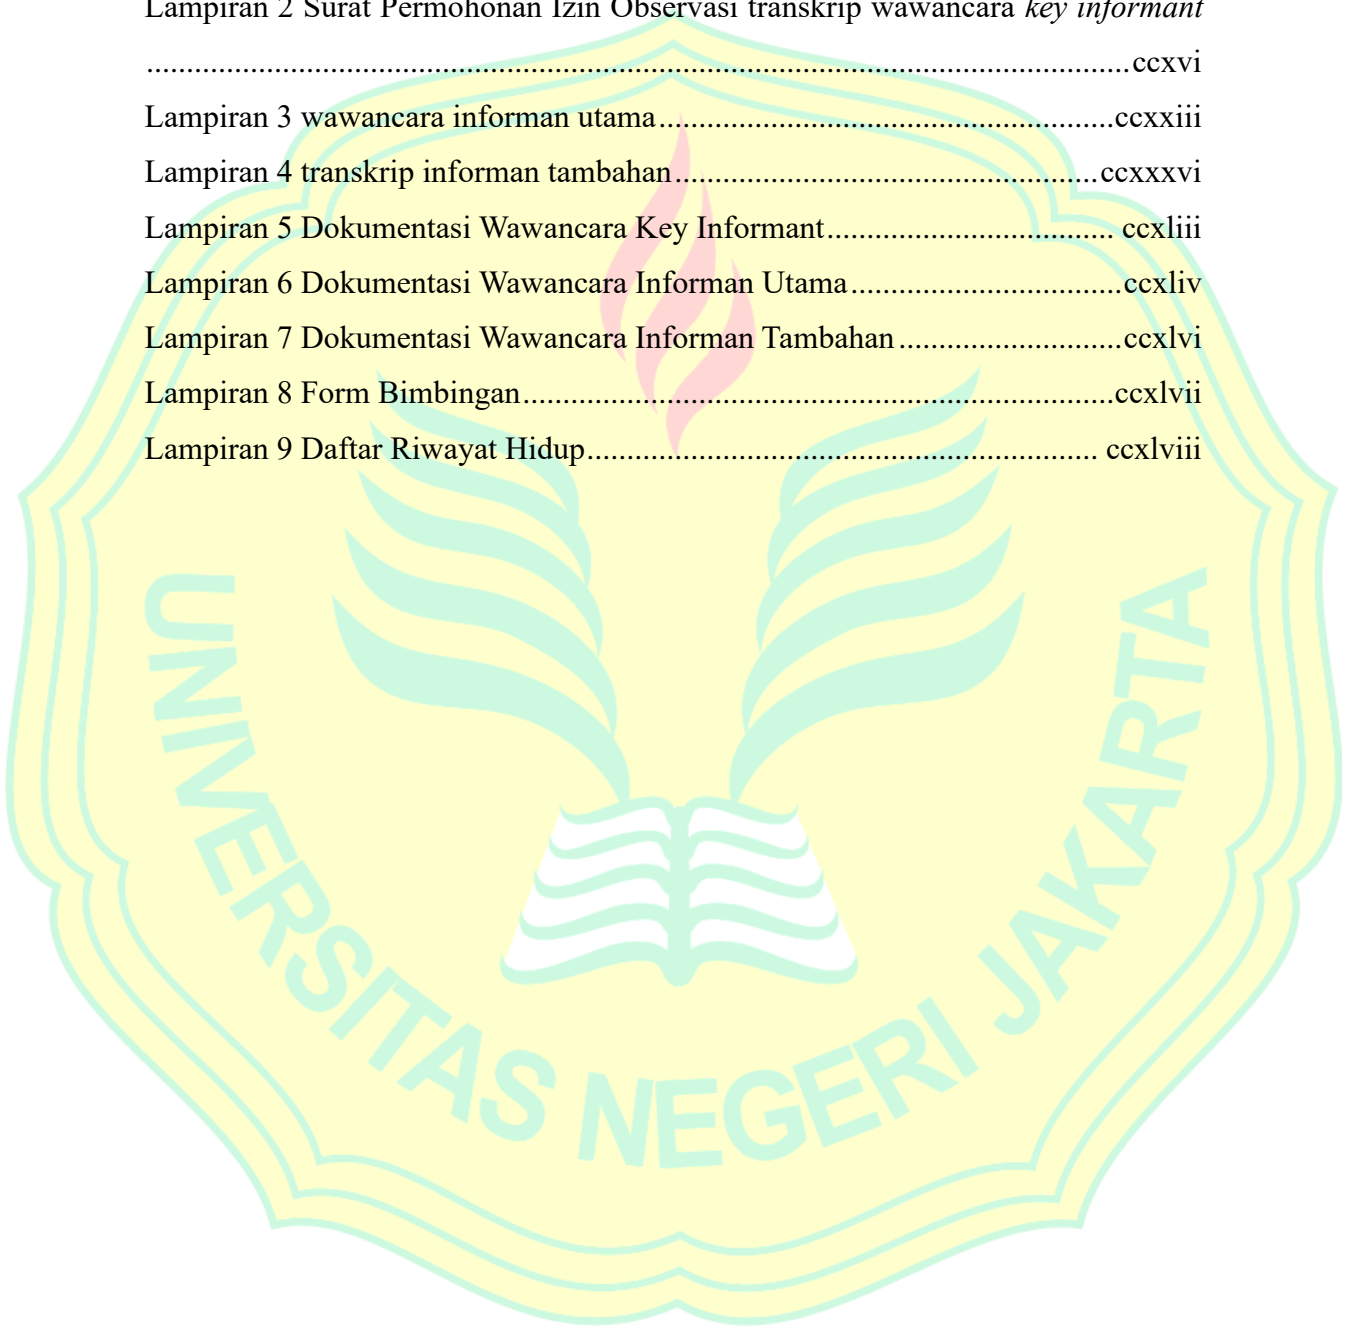 Lampiran 2 Surat Permohonan Izin Observasi transkrip wawancara key informant
............................................................................................................................ccxvi
Lampiran 3 wawancara informan utama.........................................................ccxxiii
Lampiran 4 transkrip informan tambahan.....................................................ccxxxvi
Lampiran 5 Dokumentasi Wawancara Key Informant.................................... ccxliii
Lampiran 6 Dokumentasi Wawancara Informan Utama..................................ccxliv
Lampiran 7 Dokumentasi Wawancara Informan Tambahan............................ccxlvi
Lampiran 8 Form Bimbingan..........................................................................ccxlvii
Lampiran 9 Daftar Riwayat Hidup................................................................ ccxlviii
UNIVERSITAS NEGERI JAKARTA